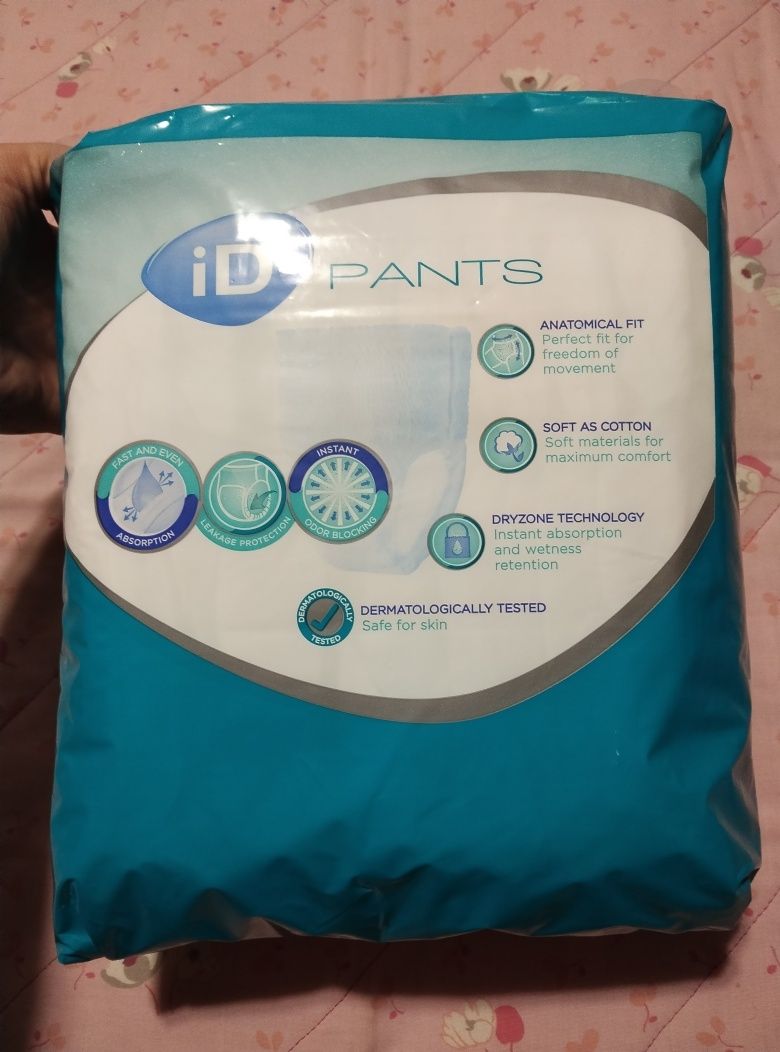 iD PANTS
ANATOMICAL FIT
Perfect fit for
freedom of
movement
SOFT AS COTTON
Soft materials for
maximum comfort
FAST AND EVEN
ABSORPTION
LEAKAGE PROTECTION
INSTANT
ODOR BLOCKING
DRYZONE TECHNOLOGY
Instant absorption
and wetness
retention
DERMATOLOGICALLY
TESTED
DERMATOLOGICALLY TESTED
Safe for skin